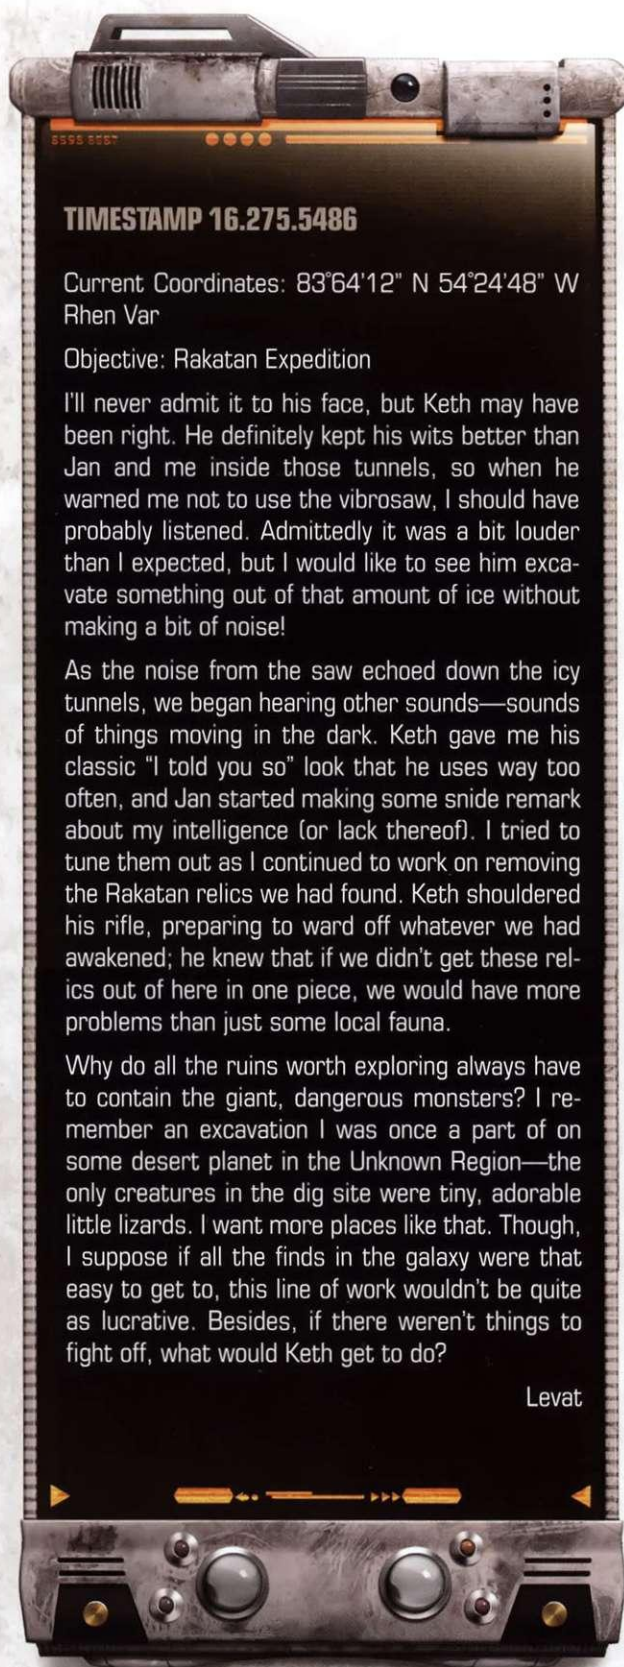 TIMESTAMP 16.275.5486
Current Coordinates: 83°64'12" N 54°24'48" W
Rhen Var
Objective: Rakatan Expedition
I'll never admit it to his face, but Keth may have
been right. He definitely kept his wits better than
Jan and me inside those tunnels, so when he
warned me not to use the vibrosaw, I should have
probably listened. Admittedly it was a bit louder
than I expected, but I would like to see him exca-
vate something out of that amount of ice without
making a bit of noise!
As the noise from the saw echoed down the icy
tunnels, we began hearing other sounds—sounds
of things moving in the dark. Keth gave me his
classic “I told you so” look that he uses way too
often, and Jan started making some snide remark
about my intelligence (or lack thereof). I tried to
tune them out as I continued to work on removing
the Rakatan relics we had found. Keth shouldered
his rifle, preparing to ward off whatever we had
awakened; he knew that if we didn't get these rel-
ics out of here in one piece, we would have more
problems than just some local fauna.
Why do all the ruins worth exploring always have
to contain the giant, dangerous monsters? I re-
member an excavation I was once a part of on
some desert planet in the Unknown Region—the
only creatures in the dig site were tiny, adorable
little lizards. I want more places like that. Though,
I suppose if all the finds in the galaxy were that
easy to get to, this line of work wouldn't be quite
as lucrative. Besides, if there weren't things to
fight off, what would Keth get to do?
Levat